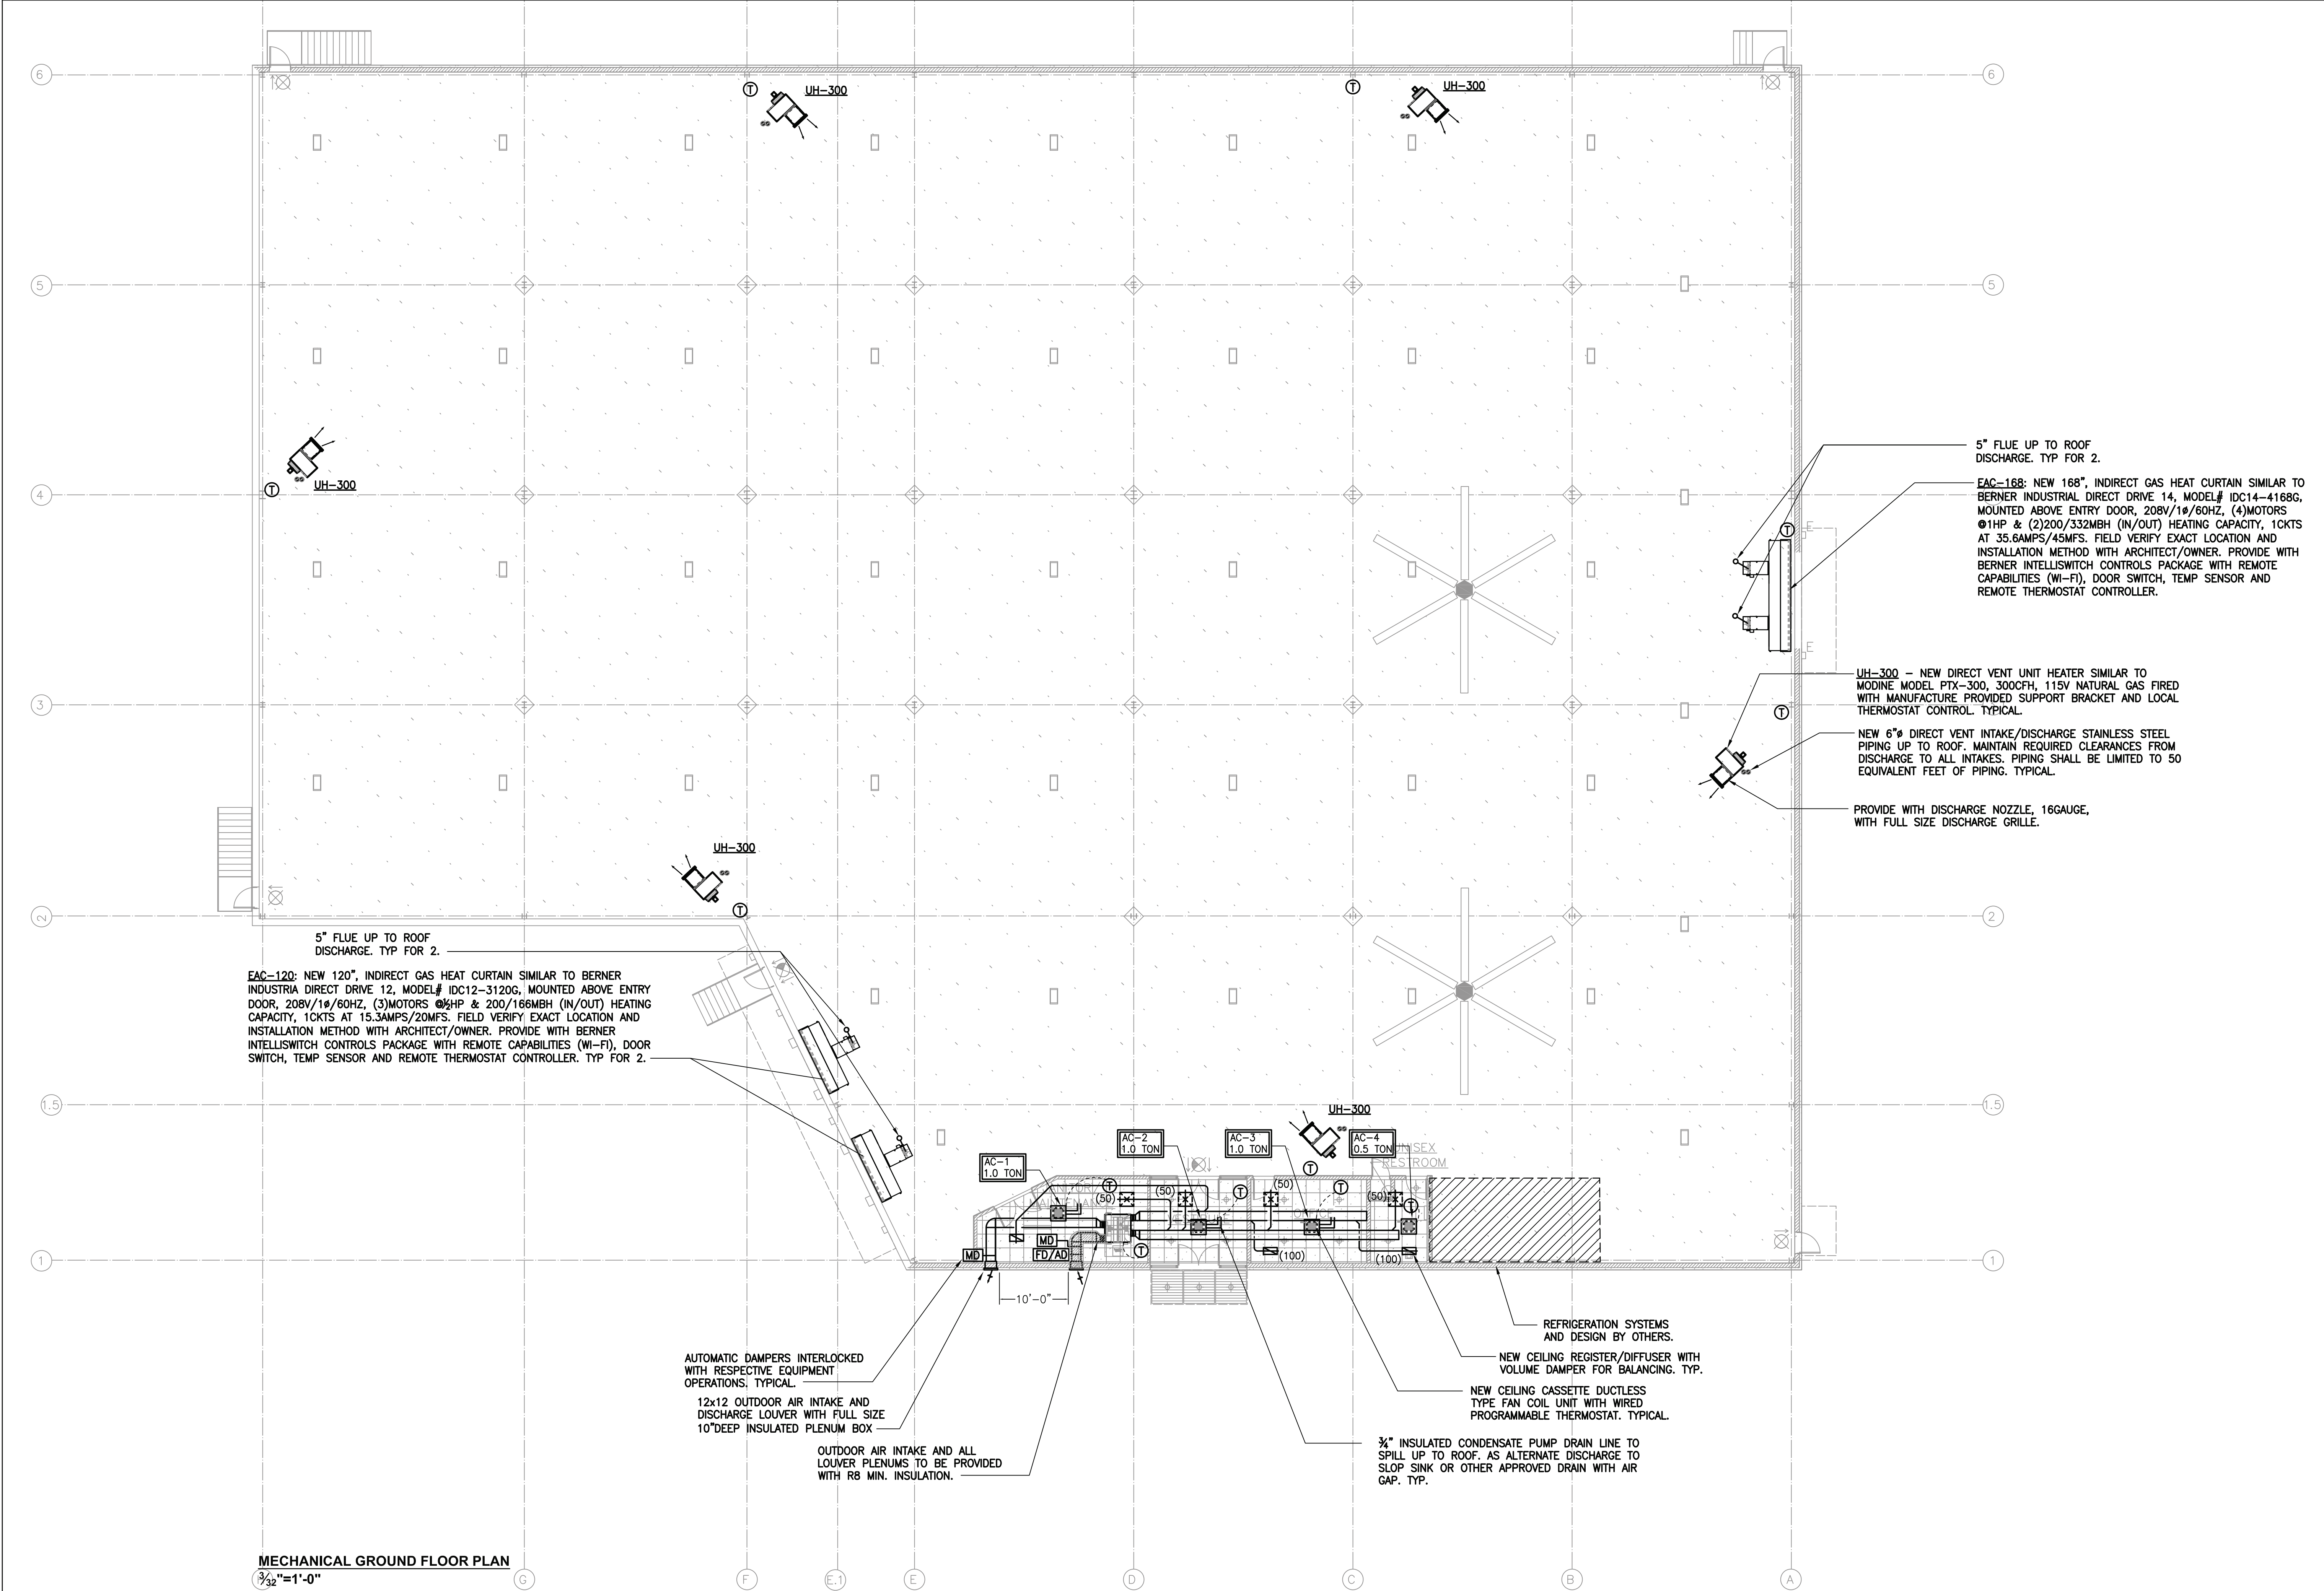 6
6
UH-300
UH-300
5
5
UH-300
4
5" FLUE UP TO ROOF
DISCHARGE. TYP FOR 2.
EAC-168: NEW 168", INDIRECT GAS HEAT CURTAIN SIMILAR TO
BERNER INDUSTRIAL DIRECT DRIVE 14, MODEL# IDC14-4168G,
MOUNTED ABOVE ENTRY DOOR, 208V/1ø/60HZ, (4)MOTORS
@1HP & (2)200/332MBH (IN/OUT) HEATING CAPACITY, 1CKTS
AT 35.6AMPS/45MFS. FIELD VERIFY EXACT LOCATION AND
INSTALLATION METHOD WITH ARCHITECT/OWNER. PROVIDE WITH
BERNER INTELLISWITCH CONTROLS PACKAGE WITH REMOTE
CAPABILITIES (WI-FI), DOOR SWITCH, TEMP SENSOR AND
REMOTE THERMOSTAT CONTROLLER.
T
T
T
T
E
E
3
UH-300 - NEW DIRECT VENT UNIT HEATER SIMILAR TO
MODINE MODEL PTX-300, 300CFH, 115V NATURAL GAS FIRED
WITH MANUFACTURE PROVIDED SUPPORT BRACKET AND LOCAL
THERMOSTAT CONTROL. TYPICAL.
T
NEW 6"ø DIRECT VENT INTAKE/DISCHARGE STAINLESS STEEL
PIPING UP TO ROOF. MAINTAIN REQUIRED CLEARANCES FROM
DISCHARGE TO ALL INTAKES. PIPING SHALL BE LIMITED TO 50
EQUIVALENT FEET OF PIPING. TYPICAL.
PROVIDE WITH DISCHARGE NOZZLE, 16GAUGE,
WITH FULL SIZE DISCHARGE GRILLE.
UH-300
T
2
2
5" FLUE UP TO ROOF
DISCHARGE. TYP FOR 2.
EAC-120: NEW 120", INDIRECT GAS HEAT CURTAIN SIMILAR TO BERNER
INDUSTRIA DIRECT DRIVE 12, MODEL# IDC12-3120G, MOUNTED ABOVE ENTRY
DOOR, 208V/1ø/60HZ, (3)MOTORS @½HP & 200/166MBH (IN/OUT) HEATING
CAPACITY, 1CKTS AT 15.3AMPS/20MFS. FIELD VERIFY EXACT LOCATION AND
INSTALLATION METHOD WITH ARCHITECT/OWNER. PROVIDE WITH BERNER
INTELLISWITCH CONTROLS PACKAGE WITH REMOTE CAPABILITIES (WI-FI), DOOR
SWITCH, TEMP SENSOR AND REMOTE THERMOSTAT CONTROLLER. TYP FOR 2.
1.5
1.5
UH-300
AC-1
1.0 TON
AC-2
1.0 TON
AC-3
1.0 TON
AC-4
0.5 TON
UNISEX
RESTROOM
T
T
T
T
T
T
(50)
(50)
(50)
(50)
OFFICE
MD
MD
FD/AD
(100)
(100)
1
1
10'-0"
AUTOMATIC DAMPERS INTERLOCKED
WITH RESPECTIVE EQUIPMENT
OPERATIONS. TYPICAL.
12x12 OUTDOOR AIR INTAKE AND
DISCHARGE LOUVER WITH FULL SIZE
10"DEEP INSULATED PLENUM BOX
OUTDOOR AIR INTAKE AND ALL
LOUVER PLENUMS TO BE PROVIDED
WITH R8 MIN. INSULATION.
REFRIGERATION SYSTEMS
AND DESIGN BY OTHERS.
NEW CEILING REGISTER/DIFFUSER WITH
VOLUME DAMPER FOR BALANCING. TYP.
NEW CEILING CASSETTE DUCTLESS
TYPE FAN COIL UNIT WITH WIRED
PROGRAMMABLE THERMOSTAT. TYPICAL.
¾" INSULATED CONDENSATE PUMP DRAIN LINE TO
SPILL UP TO ROOF. AS ALTERNATE DISCHARGE TO
SLOP SINK OR OTHER APPROVED DRAIN WITH AIR
GAP. TYP.
MECHANICAL GROUND FLOOR PLAN
3/32"=1'-0"
G
F
E.1
E
D
C
B
A